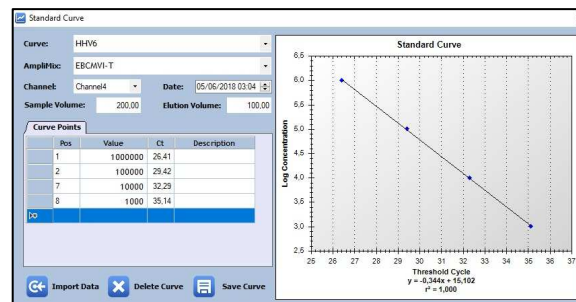 Standard Curve
Curve: HHV6
AmpliMix: EBCMVI-T
Channel: Channel4 Date: 05/06/2018 03:04
Sample Volume: 200,00 Elution Volume: 100,00
Curve Points
Pos Value Ct Description
1 1000000 26,41
2 100000 29,42
7 10000 32,29
8 1000 35,14
Import Data Delete Curve Save Curve
Standard Curve
Log Concentration
6,5
6,0
5,5
5,0
4,5
4,0
3,5
3,0
2,5
25 26 27 28 29 30 31 32 33 34 35 36 37
Threshold Cycle
y = -0,344x + 15,102
r² = 1,000